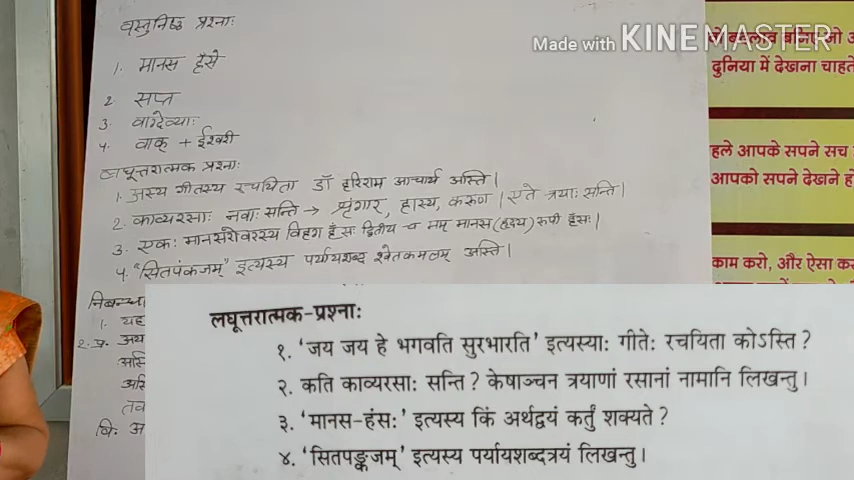 वस्तुनिष्ठ प्रश्नाः
1. मानस हँसे
2. सप्त
3. वाग्देव्याः
4. वाक् + ईश्वरी
लघूत्तरात्मक प्रश्नाः
1. अस्य गीतस्य रचयिता डॉ हरिराम आचार्य अस्ति।
2. काव्यरसाः नवाः सन्ति → श्रृंगार, हास्य, करुण। एते त्रयाः सन्ति।
3. एकः मानसरोवरस्य विहग हँसः द्वितीय च मम् मानस (हृदय) रूपी हँसः।
4. "सितपंकजम्" इत्यस्य पर्यायशब्द श्वेतकमलम् अस्ति।
1. यह
2. प्र. अथ
वि. अ
Made with KINEMASTER
दुनिया में देखना चाहते
हले आपके सपने सच
आपको सपने देखने हो
काम करो, और ऐसा कर
लघूत्तरात्मक-प्रश्नाः
१. ‘जय जय हे भगवति सुरभारति’ इत्यस्याः गीतेः रचयिता कोऽस्ति ?
२. कति काव्यरसाः सन्ति ? केषाञ्चन त्रयाणां रसानां नामानि लिखन्तु।
३. ‘मानस-हंसः’ इत्यस्य किं अर्थद्वयं कर्तुं शक्यते ?
४. ‘सितपङ्कजम्’ इत्यस्य पर्यायशब्दत्रयं लिखन्तु।